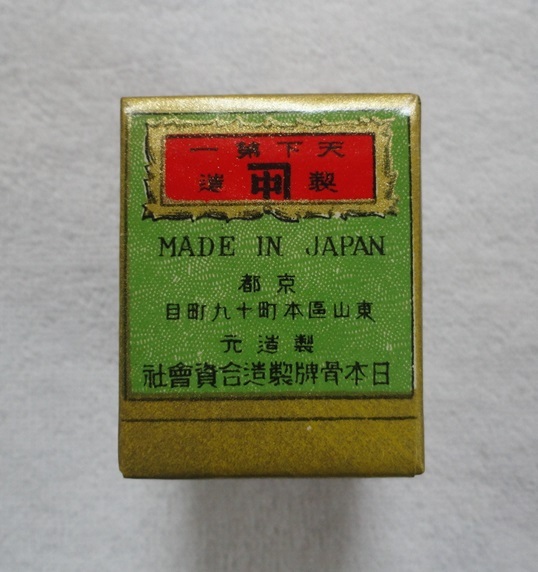 天下第一
製造
MADE IN JAPAN
京都
東山區本町十九町目
製造元
日本骨牌製造合資會社